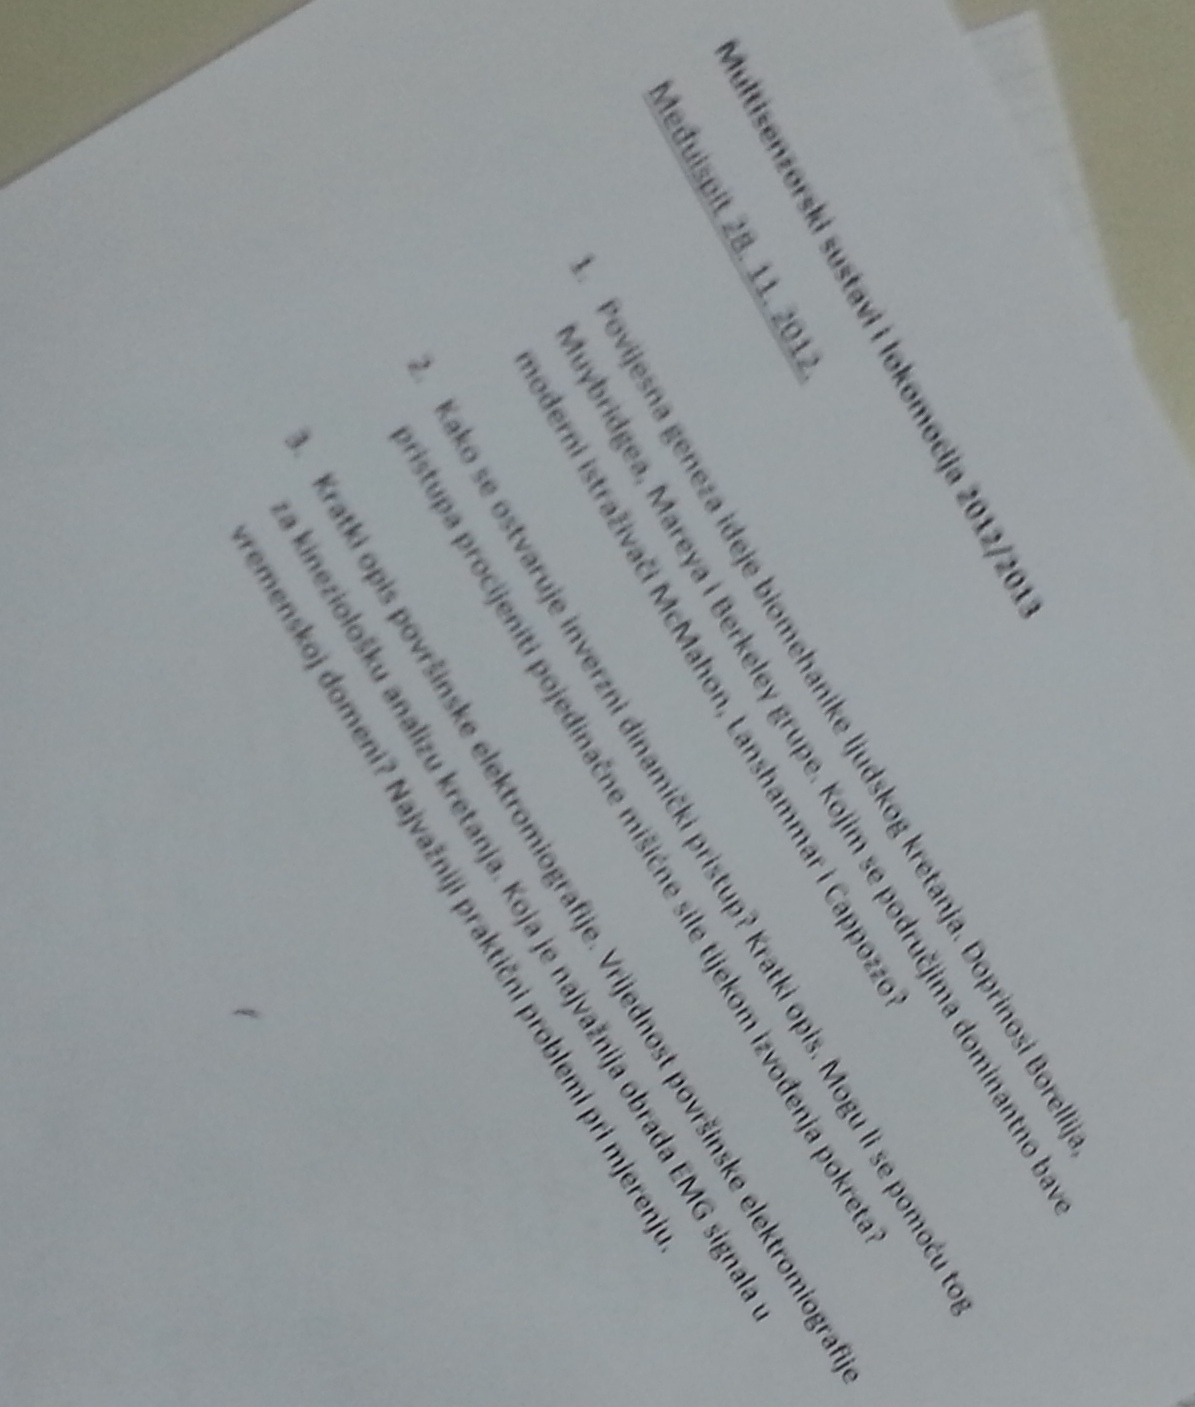 Multisenzorski sustavi i lokomocija 2012/2013
Međuispit 28. 11. 2012.
1. Povijesna geneza ideje biomehanike ljudskog kretanja. Doprinosi Borellija,
Muybridgea, Mareya i Berkeley grupe. Kojim se područjima dominantno bave
moderni istraživači McMahon, Lanshammar i Cappozzo?
2. Kako se ostvaruje inverzni dinamički pristup? Kratki opis. Mogu li se pomoću tog
pristupa procijeniti pojedinačne mišićne sile tijekom izvođenja pokreta?
3. Kratki opis površinske elektromiografije. Vrijednost površinske elektromiografije
za kineziološku analizu kretanja. Koja je najvažnija obrada EMG signala u
vremenskoj domeni? Najvažniji praktični problemi pri mjerenju.